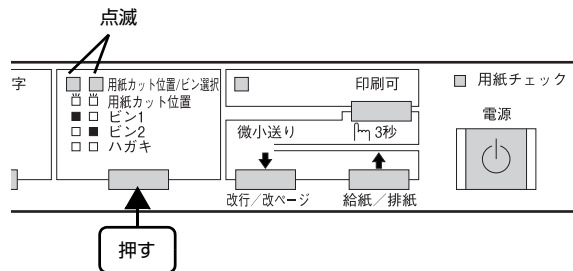 点滅
字
用紙カット位置/ビン選択
用紙カット位置
ビン1
ビン2
ハガキ
印刷可
微小送り
3秒
改行/改ページ
給紙/排紙
用紙チェック
電源
押す